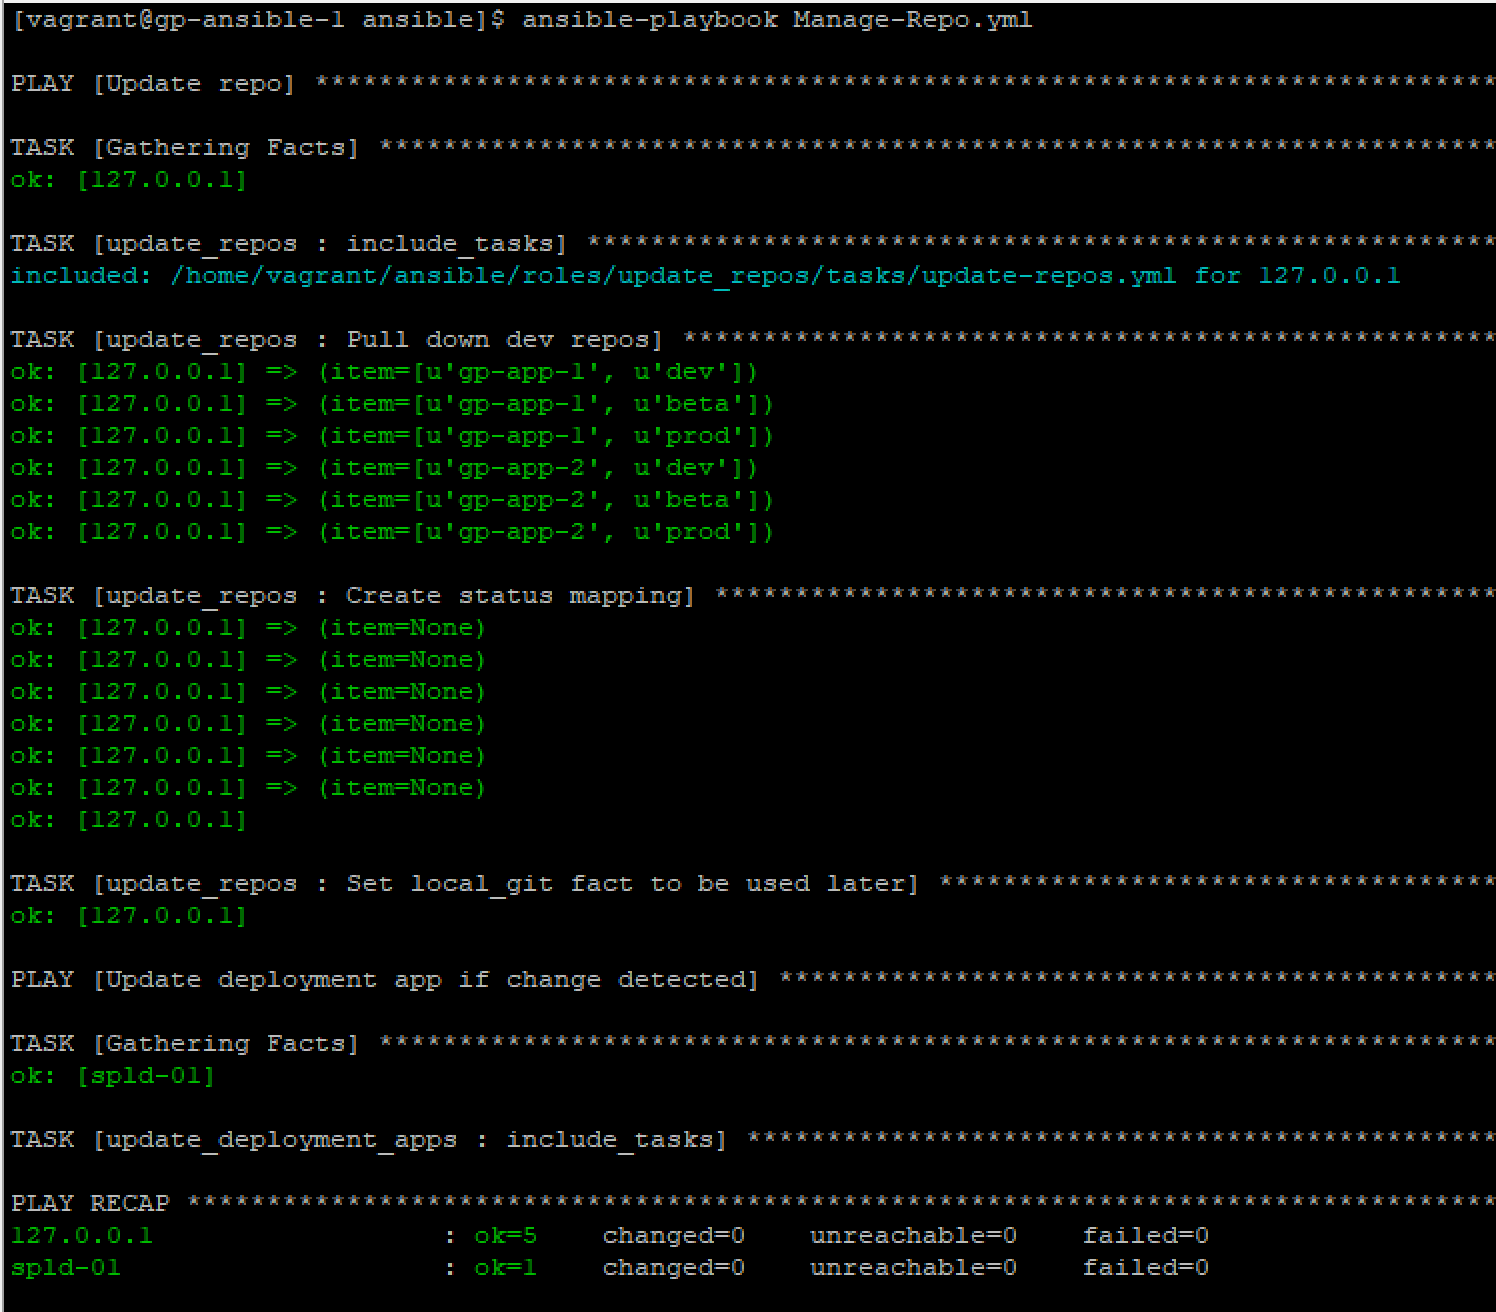 [vagrant@gp-ansible-1 ansible]$ ansible-playbook Manage-Repo.yml
PLAY [Update repo] **************************************************************************
TASK [Gathering Facts] **********************************************************************
ok: [127.0.0.1]
TASK [update_repos : include_tasks] *********************************************************
included: /home/vagrant/ansible/roles/update_repos/tasks/update-repos.yml for 127.0.0.1
TASK [update_repos : Pull down dev repos] ***************************************************
ok: [127.0.0.1] => (item=[u'gp-app-1', u'dev'])
ok: [127.0.0.1] => (item=[u'gp-app-1', u'beta'])
ok: [127.0.0.1] => (item=[u'gp-app-1', u'prod'])
ok: [127.0.0.1] => (item=[u'gp-app-2', u'dev'])
ok: [127.0.0.1] => (item=[u'gp-app-2', u'beta'])
ok: [127.0.0.1] => (item=[u'gp-app-2', u'prod'])
TASK [update_repos : Create status mapping] *************************************************
ok: [127.0.0.1] => (item=None)
ok: [127.0.0.1] => (item=None)
ok: [127.0.0.1] => (item=None)
ok: [127.0.0.1] => (item=None)
ok: [127.0.0.1] => (item=None)
ok: [127.0.0.1] => (item=None)
ok: [127.0.0.1]
TASK [update_repos : Set local_git fact to be used later] ***********************************
ok: [127.0.0.1]
PLAY [Update deployment app if change detected] *********************************************
TASK [Gathering Facts] **********************************************************************
ok: [spld-01]
TASK [update_deployment_apps : include_tasks] ***********************************************
PLAY RECAP **********************************************************************************
127.0.0.1 : ok=5 changed=0 unreachable=0 failed=0
spld-01 : ok=1 changed=0 unreachable=0 failed=0